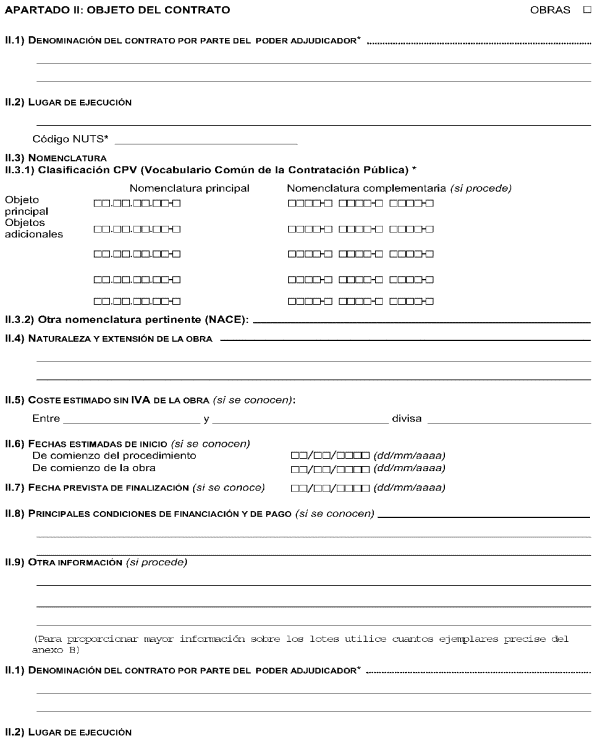 APARTADO II: OBJETO DEL CONTRATO OBRAS □
II.1) DENOMINACIÓN DEL CONTRATO POR PARTE DEL PODER ADJUDICADOR*
II.2) LUGAR DE EJECUCIÓN
Código NUTS*
II.3) NOMENCLATURA
II.3.1) Clasificación CPV (Vocabulario Común de la Contratación Pública) *
Nomenclatura principal Nomenclatura complementaria (si procede)
Objeto principal □□.□□.□□.□□-□ □□□□-□ □□□□-□ □□□□-□
Objetos adicionales □□.□□.□□.□□-□ □□□□-□ □□□□-□ □□□□-□
□□.□□.□□.□□-□ □□□□-□ □□□□-□ □□□□-□
□□.□□.□□.□□-□ □□□□-□ □□□□-□ □□□□-□
□□.□□.□□.□□-□ □□□□-□ □□□□-□ □□□□-□
II.3.2) Otra nomenclatura pertinente (NACE):
II.4) NATURALEZA Y EXTENSIÓN DE LA OBRA
II.5) COSTE ESTIMADO SIN IVA DE LA OBRA (si se conocen):
Entre y divisa
II.6) FECHAS ESTIMADAS DE INICIO (si se conocen)
De comienzo del procedimiento □□/□□/□□□□ (dd/mm/aaaa)
De comienzo de la obra □□/□□/□□□□ (dd/mm/aaaa)
II.7) FECHA PREVISTA DE FINALIZACIÓN (si se conoce) □□/□□/□□□□ (dd/mm/aaaa)
II.8) PRINCIPALES CONDICIONES DE FINANCIACIÓN Y DE PAGO (si se conocen)
II.9) OTRA INFORMACIÓN (si procede)
(Para proporcionar mayor información sobre los lotes utilice cuantos ejemplares precise del
anexo B)
II.1) DENOMINACIÓN DEL CONTRATO POR PARTE DEL PODER ADJUDICADOR*
II.2) LUGAR DE EJECUCIÓN